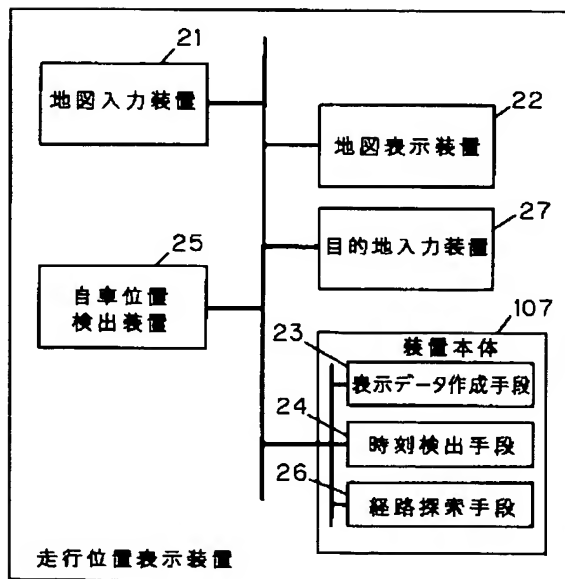 21
地図入力装置
22
地図表示装置
27
目的地入力装置
25
自車位置
検出装置
107
装置本体
23
表示データ作成手段
24
時刻検出手段
26
経路探索手段
走行位置表示装置